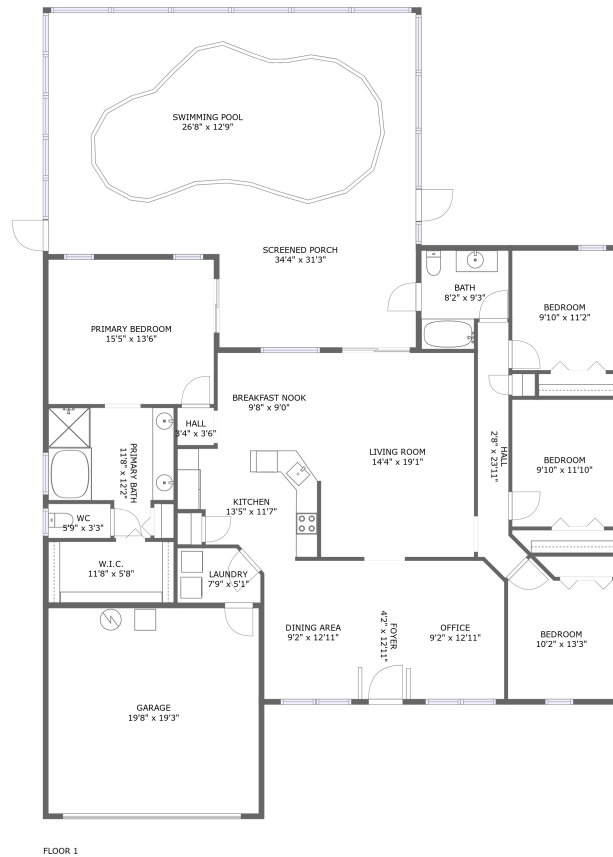 SWIMMING POOL
26'8" x 12'9"
SCREENED PORCH
34'4" x 31'3"
BATH
8'2" x 9'3"
BEDROOM
9'10" x 11'2"
PRIMARY BEDROOM
15'5" x 13'6"
BREAKFAST NOOK
9'8" x 9'0"
HALL
3'4" x 3'6"
LIVING ROOM
14'4" x 19'1"
HALL
2'8" x 23'11"
BEDROOM
9'10" x 11'10"
PRIMARY BATH
11'8" x 12'2"
KITCHEN
13'5" x 11'7"
WC
5'9" x 3'3"
W.I.C.
11'8" x 5'8"
LAUNDRY
7'9" x 5'1"
DINING AREA
9'2" x 12'11"
FOYER
4'2" x 12'11"
OFFICE
9'2" x 12'11"
BEDROOM
10'2" x 13'3"
GARAGE
19'8" x 19'3"
FLOOR 1